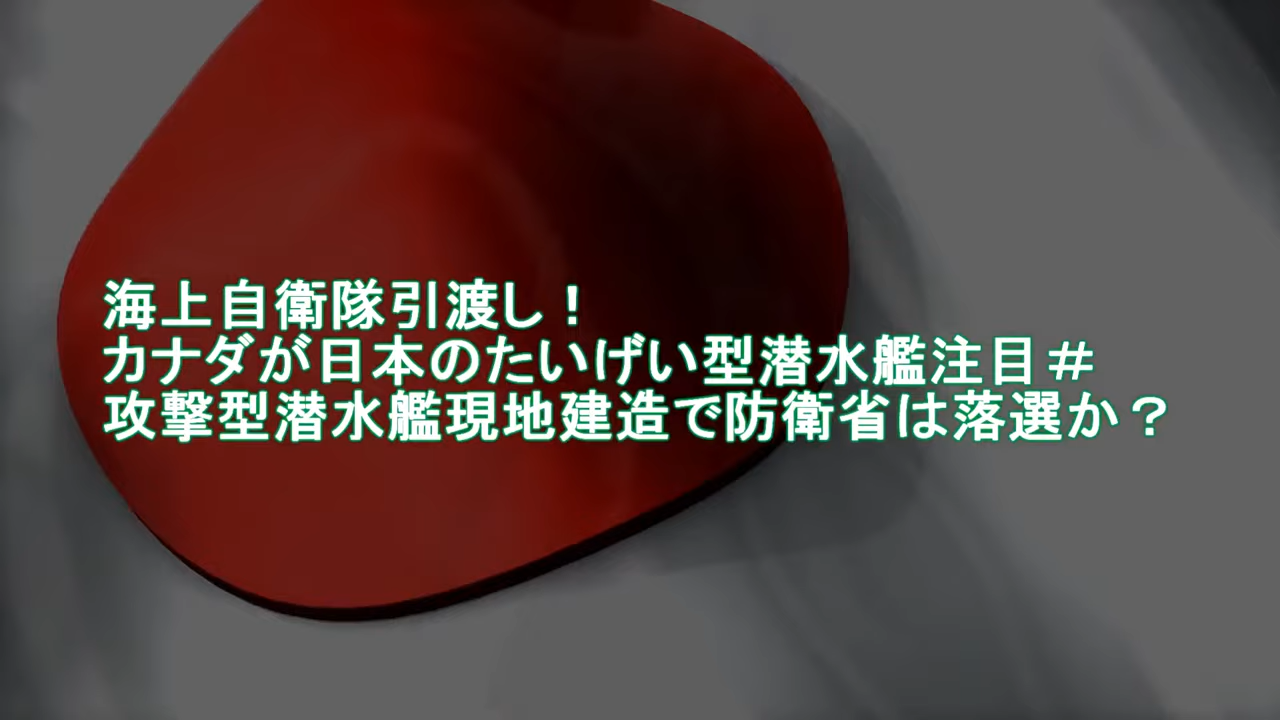 海上自衛隊引渡し！
カナダが日本のたいげい型潜水艦注目＃
攻撃型潜水艦現地建造で防衛省は落選か？